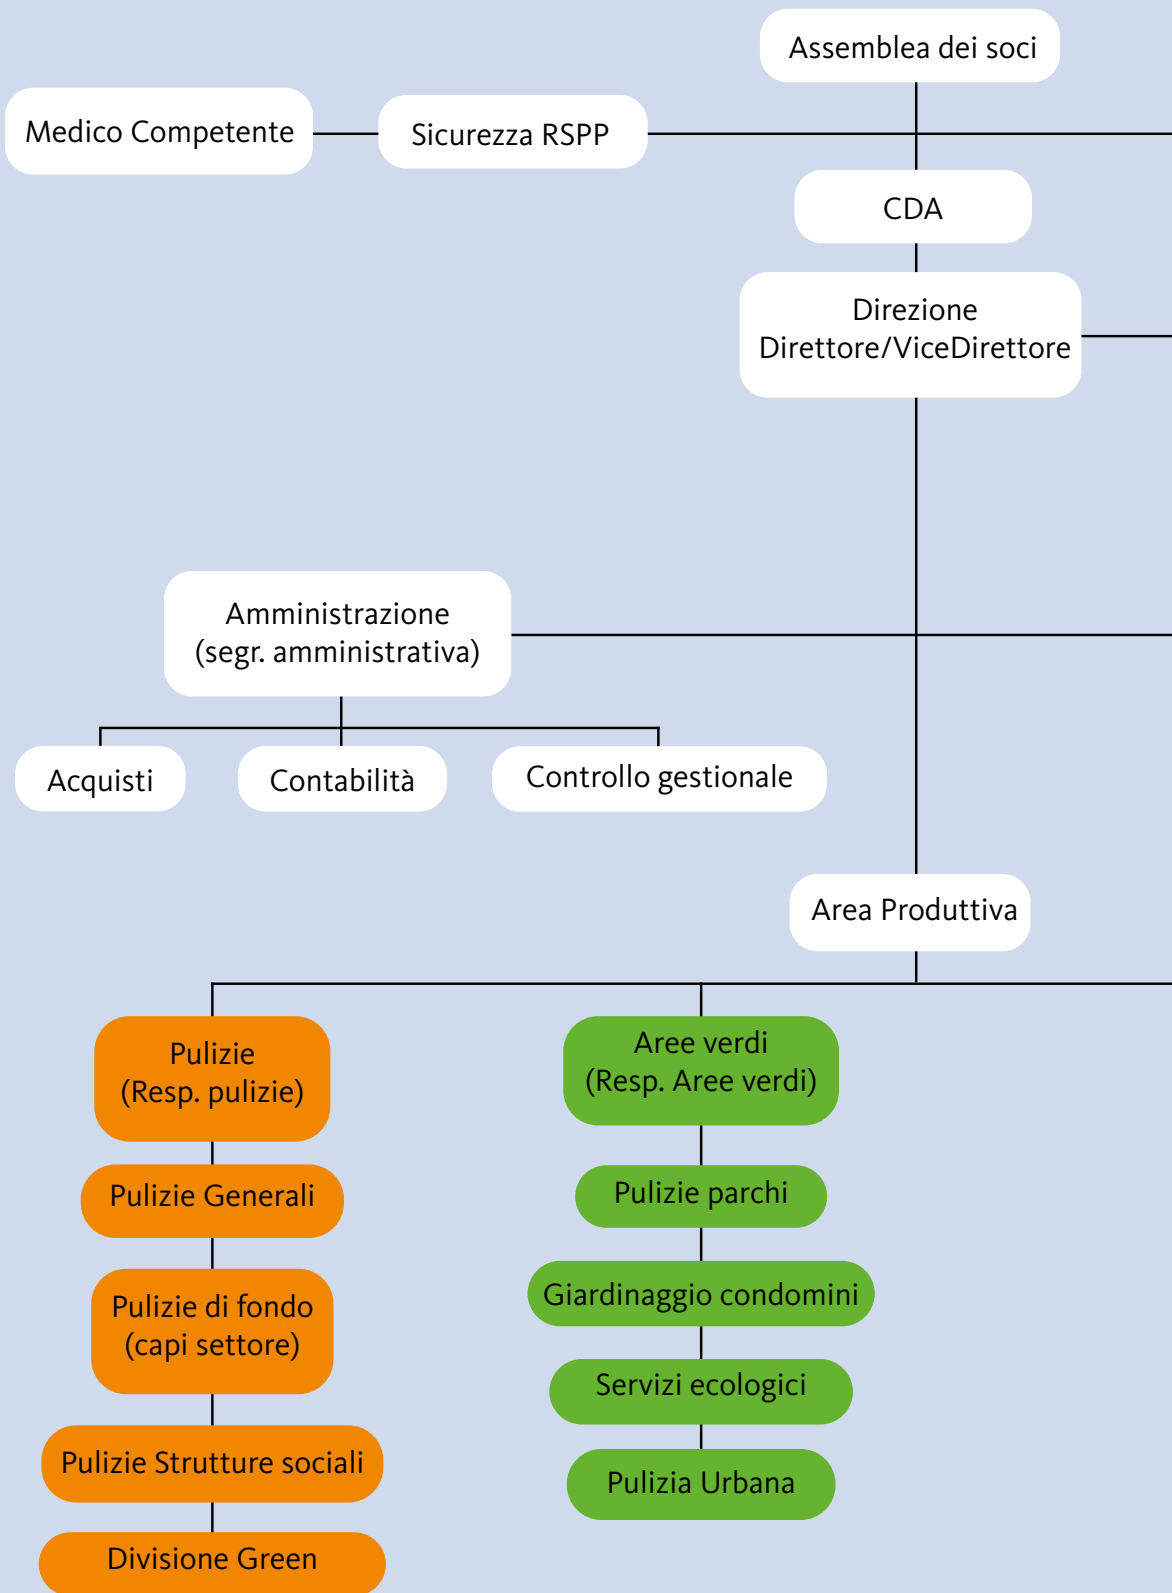 Assemblea dei soci
Medico Competente
Sicurezza RSPP
CDA
Direzione
Direttore/ViceDirettore
Amministrazione
(segr. amministrativa)
Acquisti
Contabilità
Controllo gestionale
Area Produttiva
Pulizie
(Resp. pulizie)
Pulizie Generali
Pulizie di fondo
(capi settore)
Pulizie Strutture sociali
Divisione Green
Aree verdi
(Resp. Aree verdi)
Pulizie parchi
Giardinaggio condomini
Servizi ecologici
Pulizia Urbana